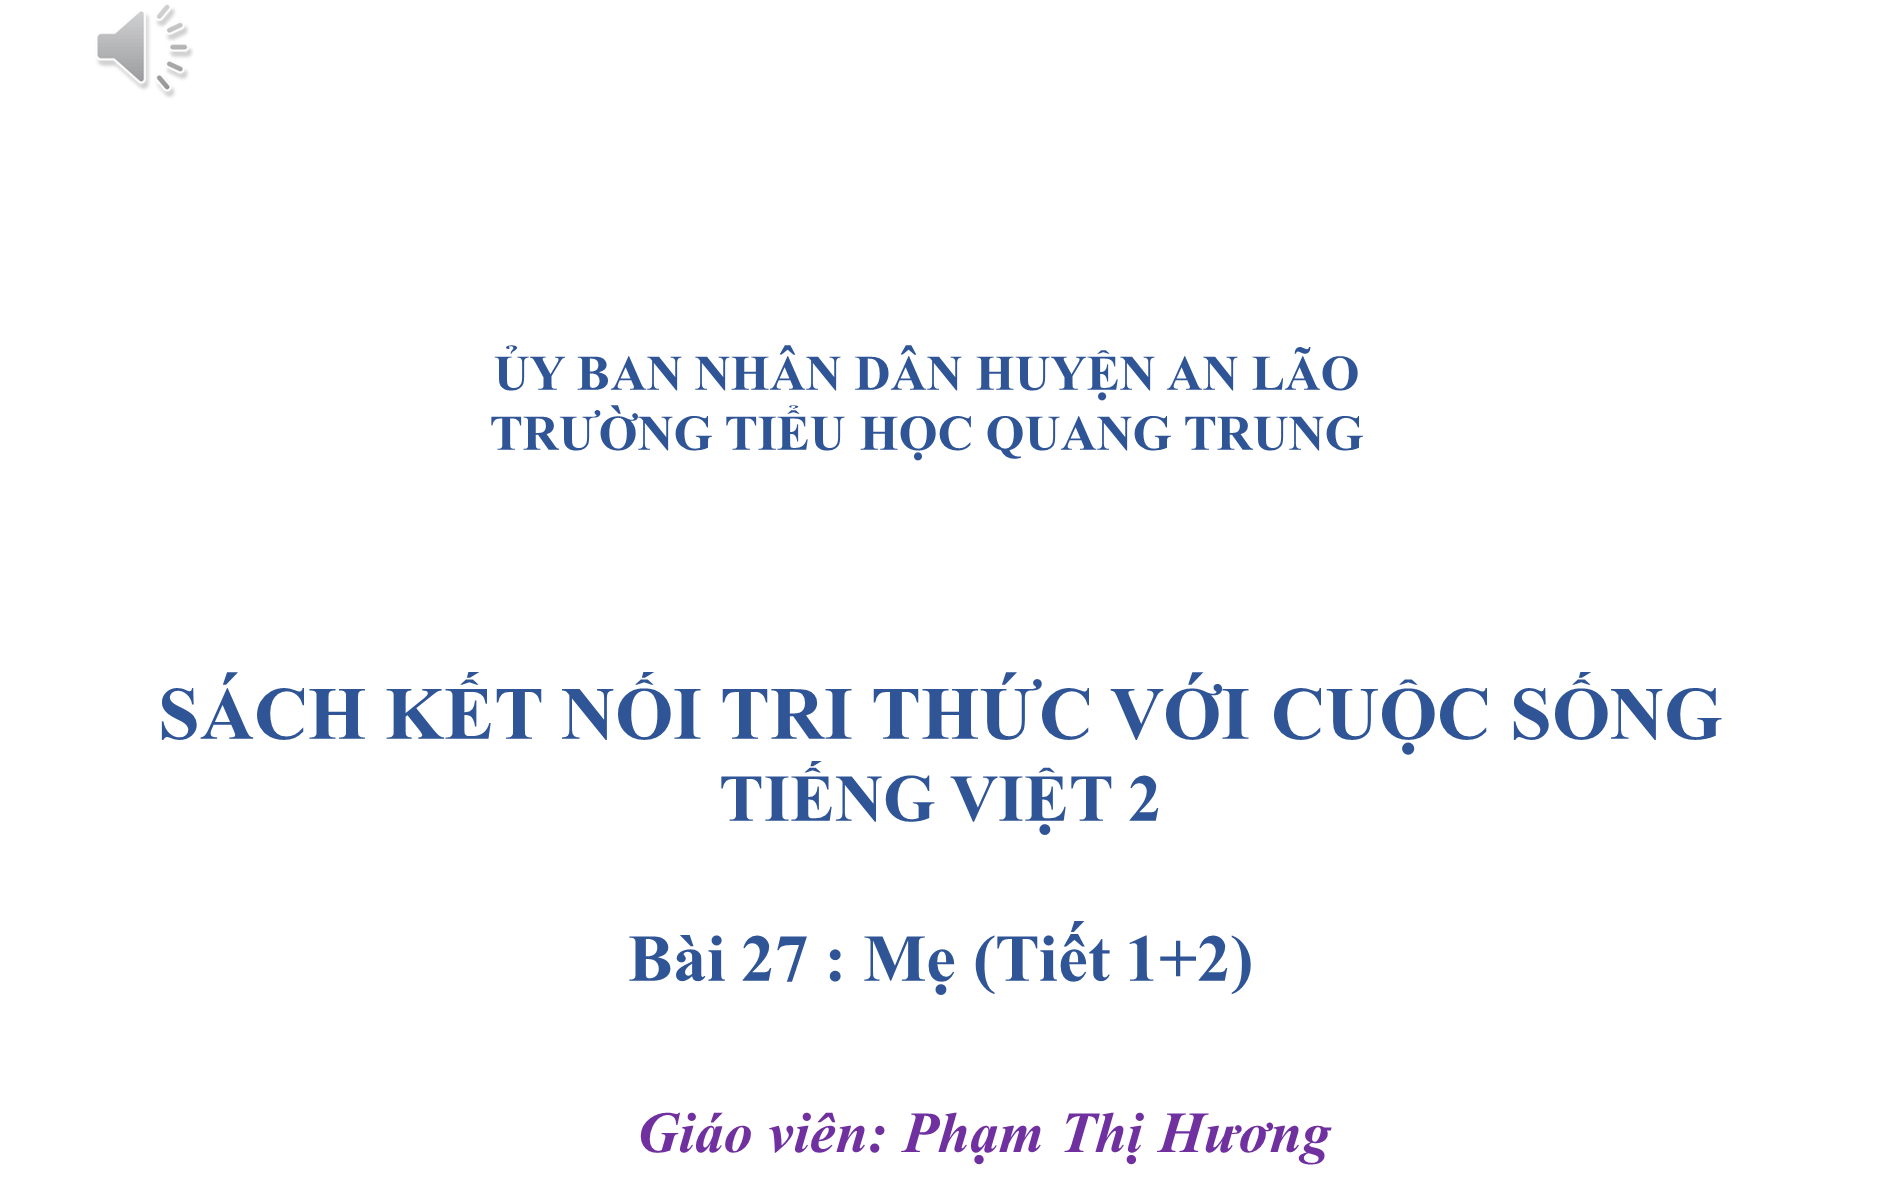 ỦY BAN NHÂN DÂN HUYỆN AN LÃO
TRƯỜNG TIỂU HỌC QUANG TRUNG
SÁCH KẾT NỐI TRI THỨC VỚI CUỘC SỐNG
TIẾNG VIỆT 2
Bài 27 : Mẹ (Tiết 1+2)
Giáo viên: Phạm Thị Hương